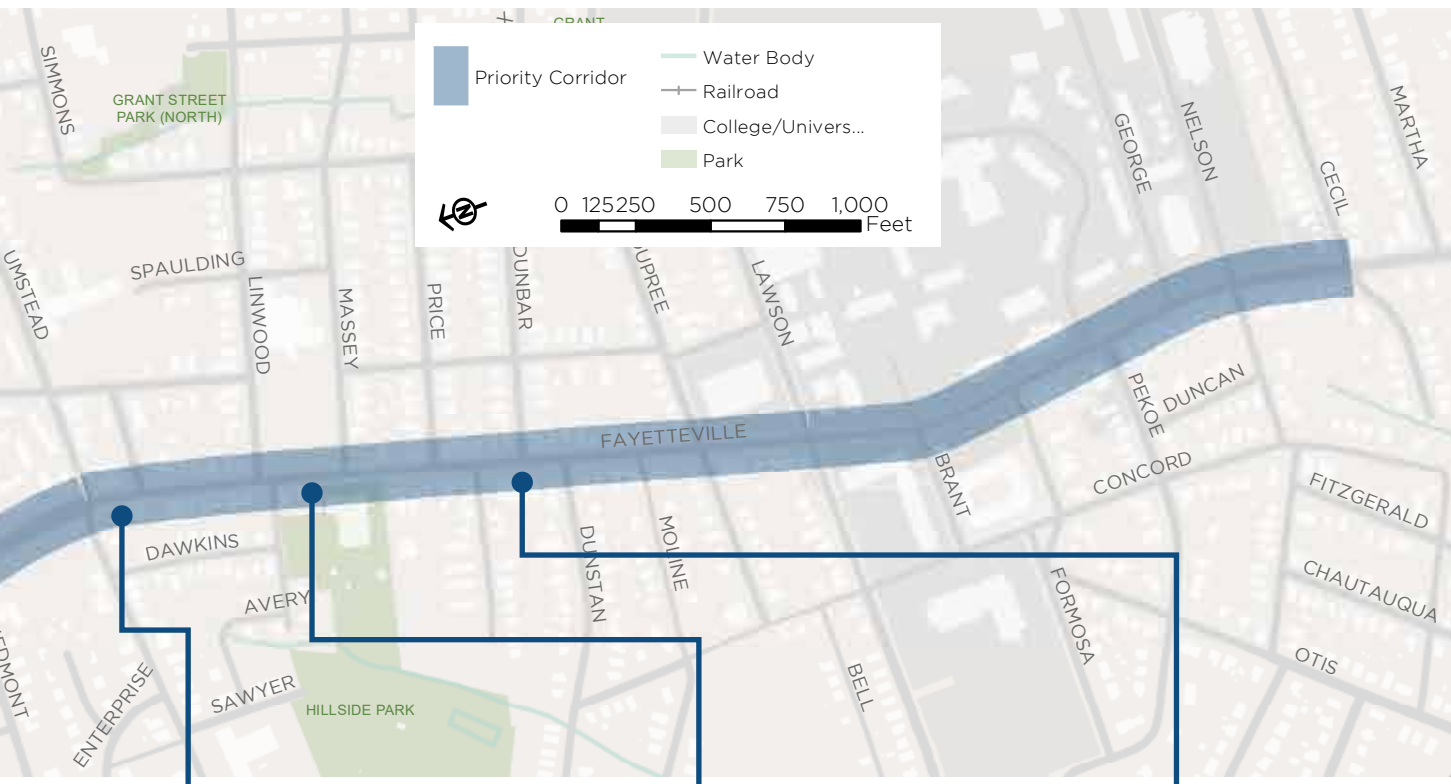 GRANT
SIMMONS
GRANT STREET
PARK (NORTH)
Priority Corridor
Water Body
Railroad
College/Univers...
Park
N
0 125250 500 750 1,000
Feet
MARTHA
GEORGE
NELSON
CECIL
UMSTEAD
SPAULDING
LINWOOD
MASSEY
PRICE
DUNBAR
LAWSON
FAYETTEVILLE
PEKOE
DUNCAN
CONCORD
BRANT
FITZGERALD
DAWKINS
DUNSTAN
MOLINE
AVERY
FORMOSA
CHAUTAUQUA
OTIS
ENTERPRISE
SAWYER
HILLSIDE PARK
BELL